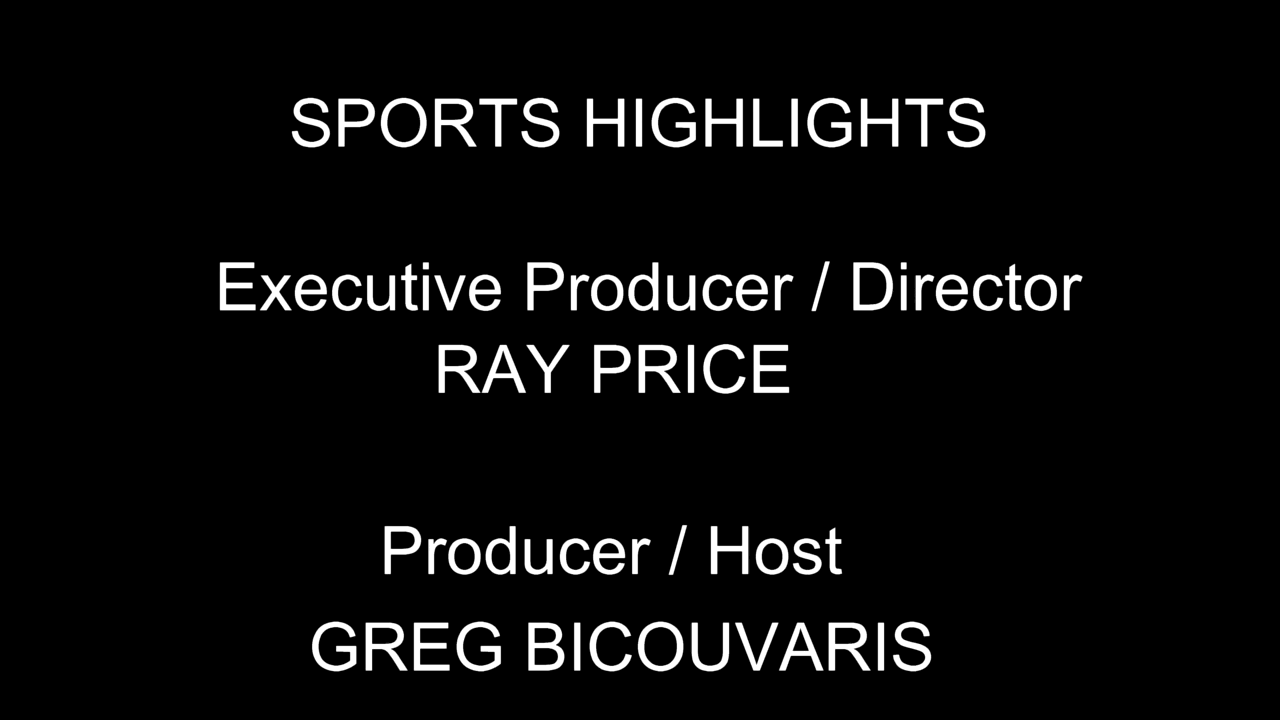 SPORTS HIGHLIGHTS
Executive Producer / Director
RAY PRICE
Producer / Host
GREG BICOUVARIS